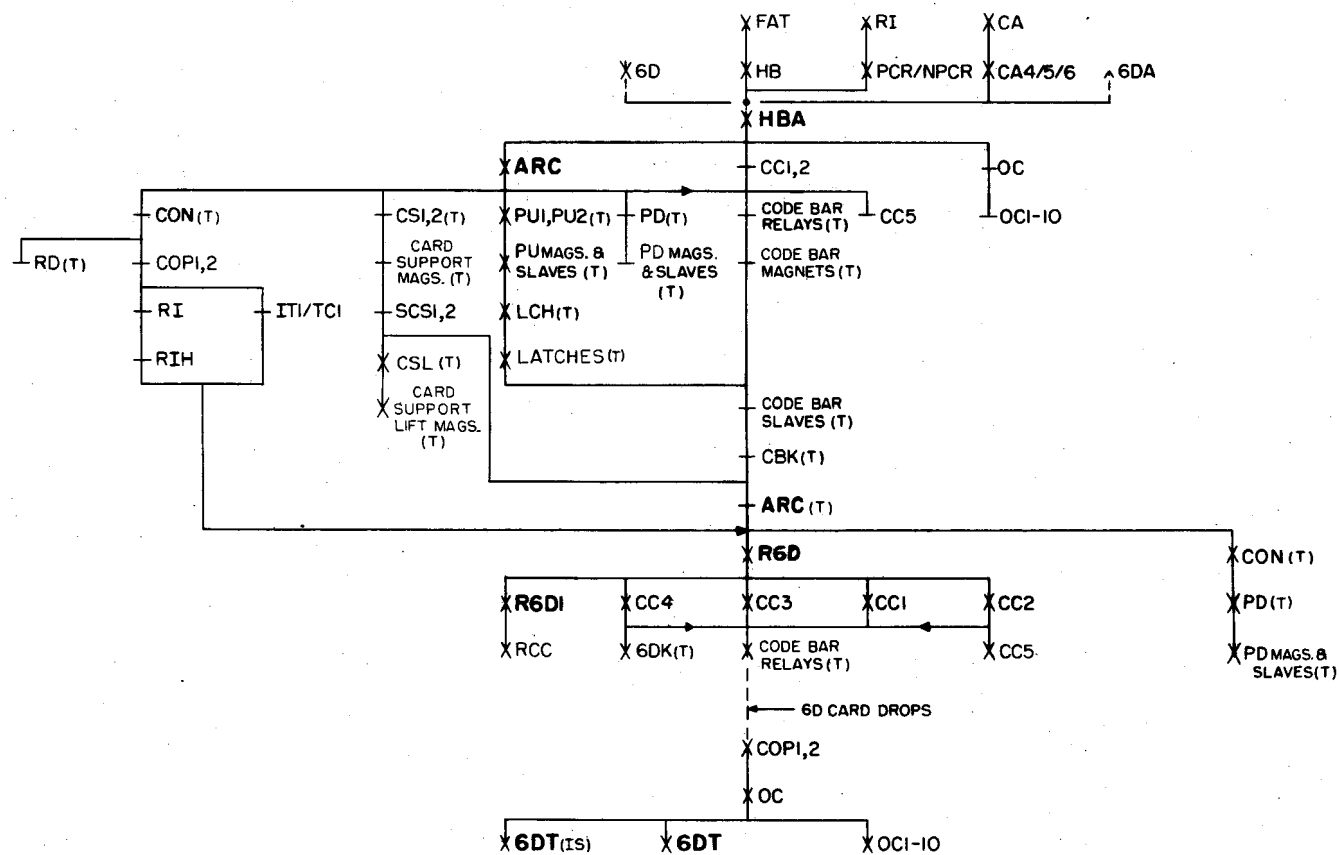 FAT
RI
CA
6D
HB
PCR/NPCR
CA4/5/6
6DA
HBA
ARC
CC1,2
OC
CON(T)
CS1,2(T)
PU1,PU2(T)
PD(T)
CODE BAR
RELAYS(T)
CC5
OC1-10
RD(T)
COP1,2
CARD
SUPPORT
MAGS.(T)
PU MAGS. &
SLAVES (T)
PD MAGS.
& SLAVES
(T)
CODE BAR
MAGNETS(T)
RI
IT1/TC1
SCS1,2
LCH(T)
RIH
CSL (T)
LATCHES(T)
CARD
SUPPORT
LIFT MAGS.
(T)
CODE BAR
SLAVES (T)
CBK(T)
ARC (T)
R6D
CON(T)
R6D1
CC4
CC3
CC1
CC2
PD(T)
RCC
6DK(T)
CODE BAR
RELAYS(T)
CC5
PD MAGS. &
SLAVES(T)
6D CARD DROPS
COP1,2
OC
6DT(IS)
6DT
OC1-10